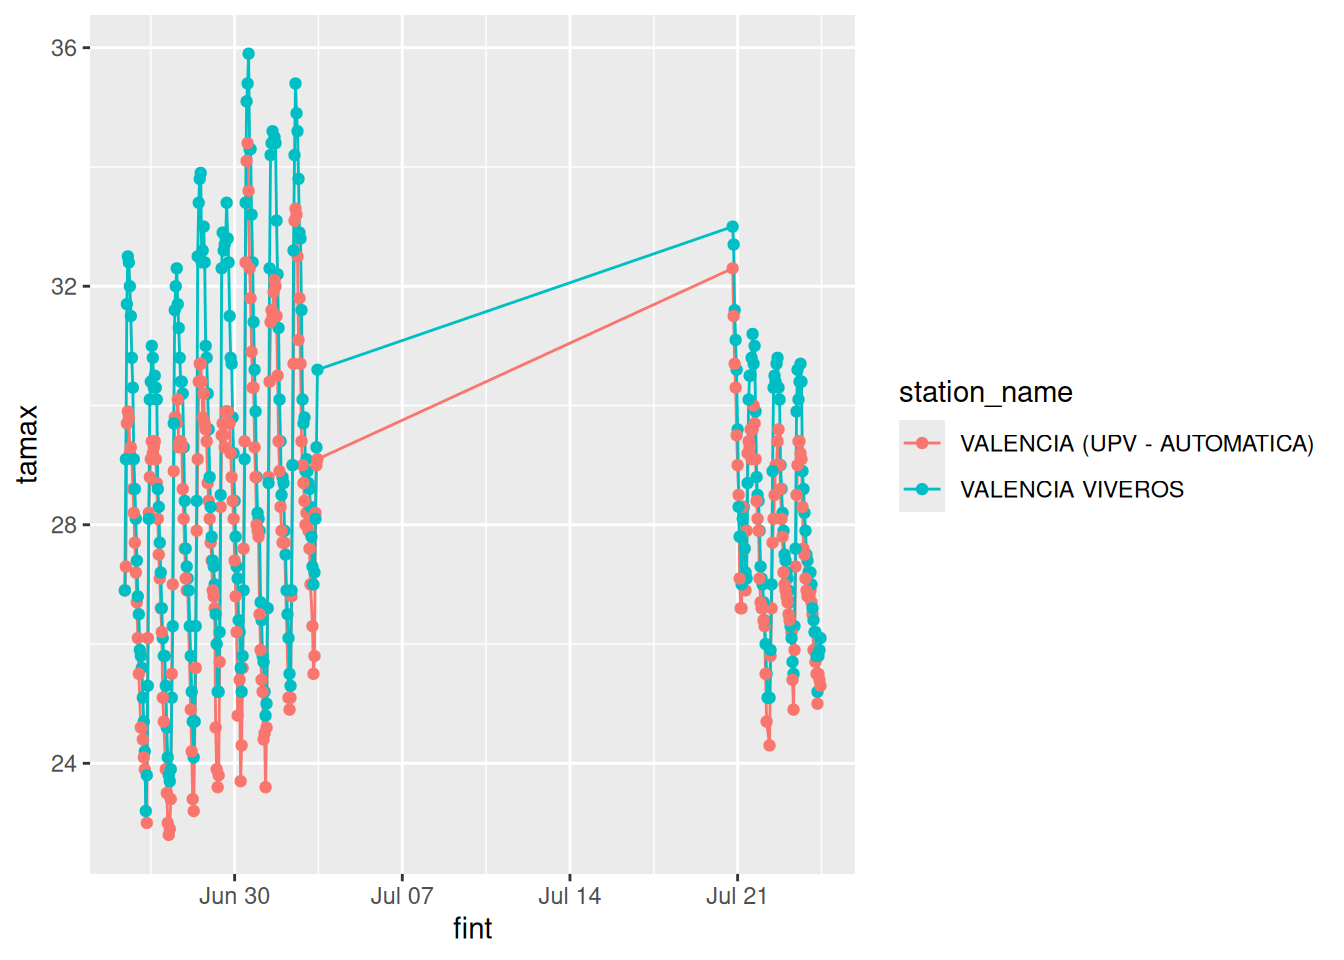 36
32
28
24
tamax
Jun 30
Jul 07
Jul 14
Jul 21
fint
station_name
VALENCIA (UPV - AUTOMATICA)
VALENCIA VIVEROS